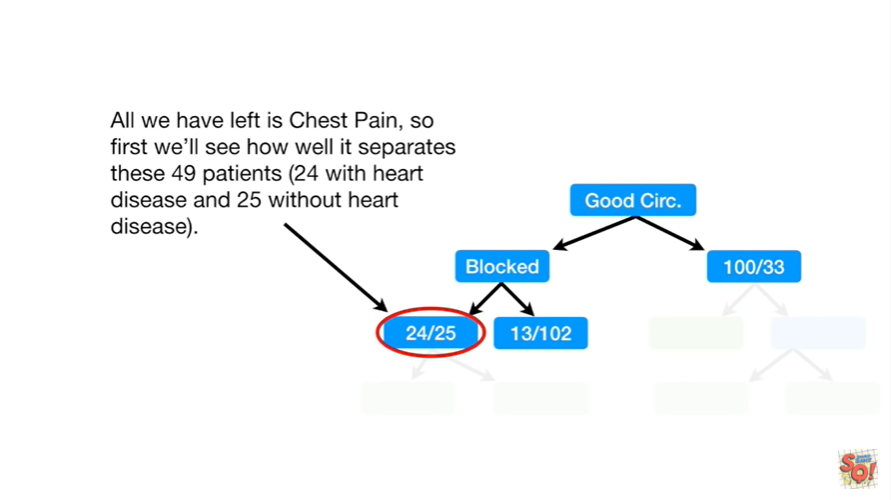 All we have left is Chest Pain, so
first we’ll see how well it separates
these 49 patients (24 with heart
disease and 25 without heart
disease).
Good Circ.
Blocked
100/33
24/25
13/102
SO!